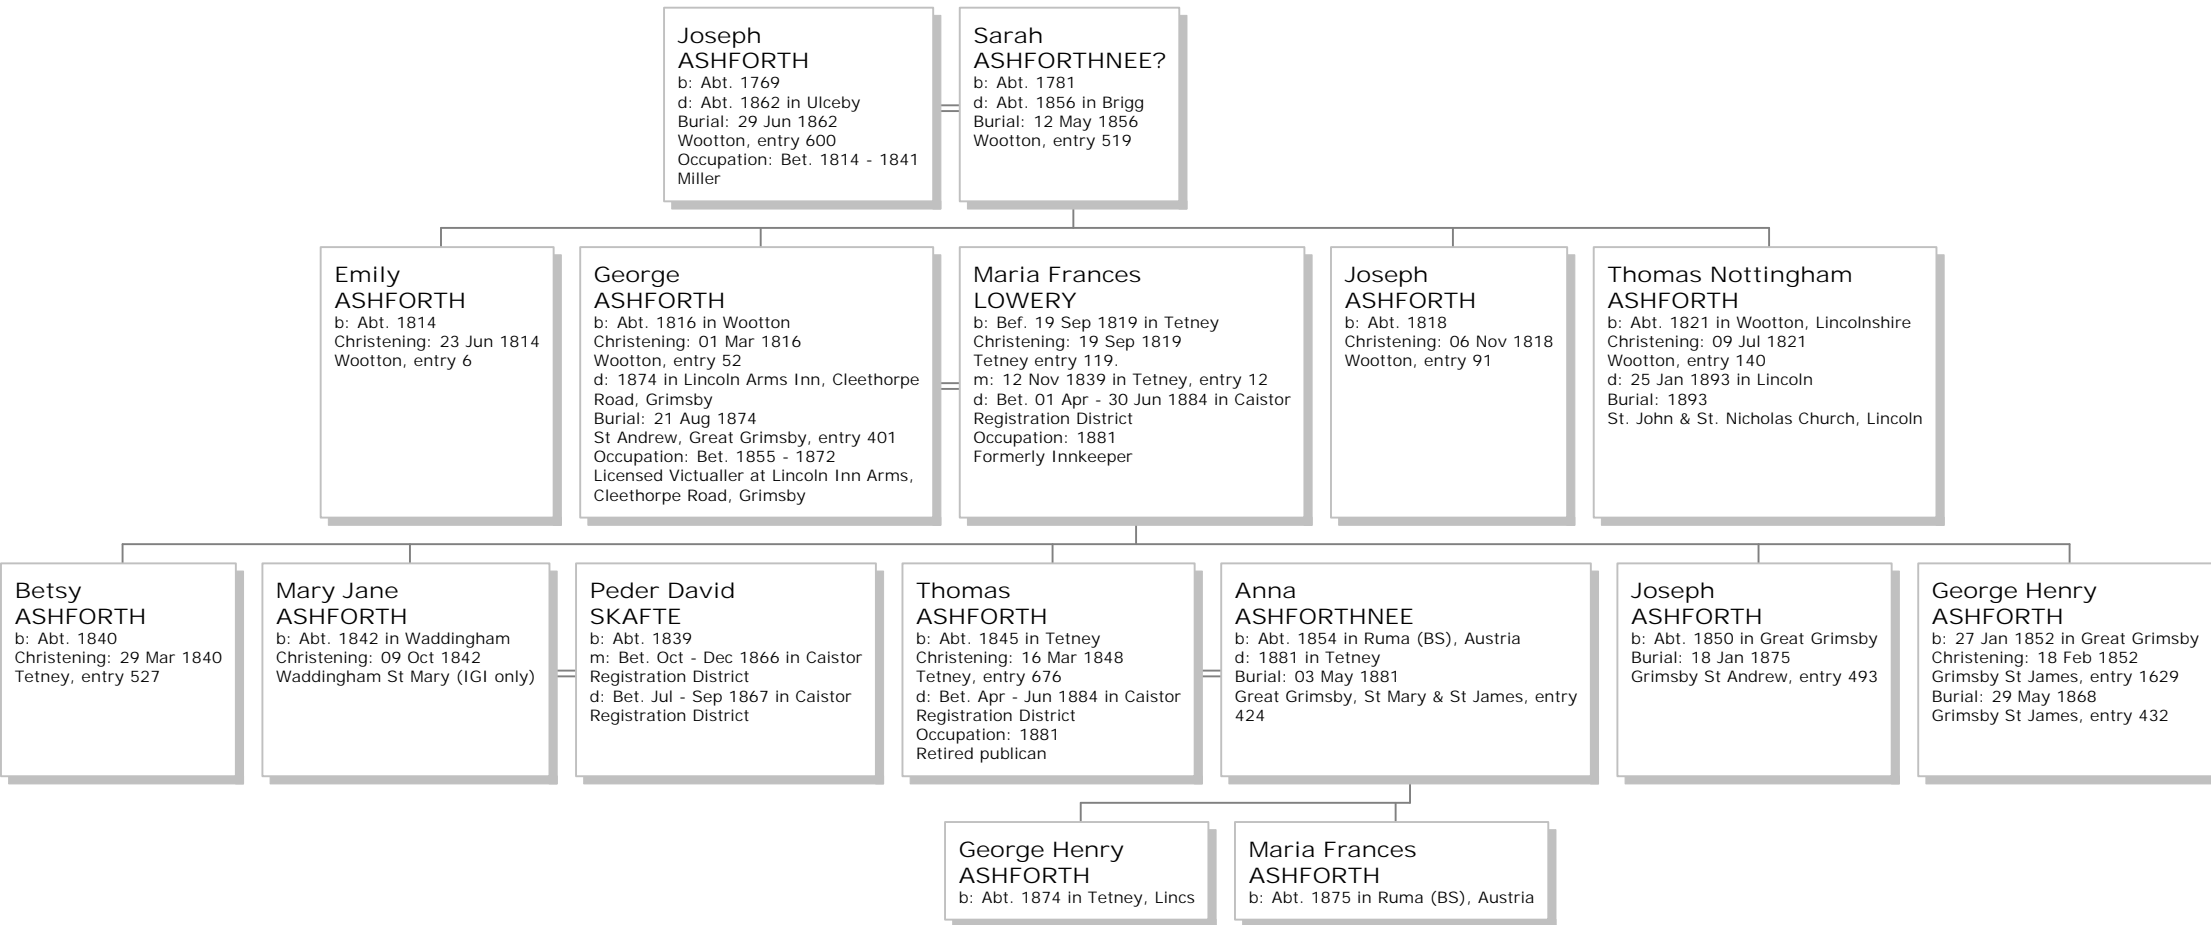 Joseph
ASHFORTH
b: Abt. 1769
d: Abt. 1862 in Ulceby
Burial: 29 Jun 1862
Wootton, entry 600
Occupation: Bet. 1814 - 1841
Miller
Sarah
ASHFORTHNEE?
b: Abt. 1781
d: Abt. 1856 in Brigg
Burial: 12 May 1856
Wootton, entry 519
Emily
ASHFORTH
b: Abt. 1814
Christening: 23 Jun 1814
Wootton, entry 6
George
ASHFORTH
b: Abt. 1816 in Wootton
Christening: 01 Mar 1816
Wootton, entry 52
d: 1874 in Lincoln Arms Inn, Cleethorpe
Road, Grimsby
Burial: 21 Aug 1874
St Andrew, Great Grimsby, entry 401
Occupation: Bet. 1855 - 1872
Licensed Victualler at Lincoln Inn Arms,
Cleethorpe Road, Grimsby
Maria Frances
LOWERY
b: Bef. 19 Sep 1819 in Tetney
Christening: 19 Sep 1819
Tetney entry 119.
m: 12 Nov 1839 in Tetney, entry 12
d: Bet. 01 Apr - 30 Jun 1884 in Caistor
Registration District
Occupation: 1881
Formerly Innkeeper
Joseph
ASHFORTH
b: Abt. 1818
Christening: 06 Nov 1818
Wootton, entry 91
Thomas Nottingham
ASHFORTH
b: Abt. 1821 in Wootton, Lincolnshire
Christening: 09 Jul 1821
Wootton, entry 140
d: 25 Jan 1893 in Lincoln
Burial: 1893
St. John & St. Nicholas Church, Lincoln
Betsy
ASHFORTH
b: Abt. 1840
Christening: 29 Mar 1840
Tetney, entry 527
Mary Jane
ASHFORTH
b: Abt. 1842 in Waddingham
Christening: 09 Oct 1842
Waddingham St Mary (IGI only)
Peder David
SKAFTE
b: Abt. 1839
m: Bet. Oct - Dec 1866 in Caistor
Registration District
d: Bet. Jul - Sep 1867 in Caistor
Registration District
Thomas
ASHFORTH
b: Abt. 1845 in Tetney
Christening: 16 Mar 1848
Tetney, entry 676
d: Bet. Apr - Jun 1884 in Caistor
Registration District
Occupation: 1881
Retired publican
Anna
ASHFORTHNEE
b: Abt. 1854 in Ruma (BS), Austria
d: 1881 in Tetney
Burial: 03 May 1881
Great Grimsby, St Mary & St James, entry
424
Joseph
ASHFORTH
b: Abt. 1850 in Great Grimsby
Burial: 18 Jan 1875
Grimsby St Andrew, entry 493
George Henry
ASHFORTH
b: 27 Jan 1852 in Great Grimsby
Christening: 18 Feb 1852
Grimsby St James, entry 1629
Burial: 29 May 1868
Grimsby St James, entry 432
George Henry
ASHFORTH
b: Abt. 1874 in Tetney, Lincs
Maria Frances
ASHFORTH
b: Abt. 1875 in Ruma (BS), Austria